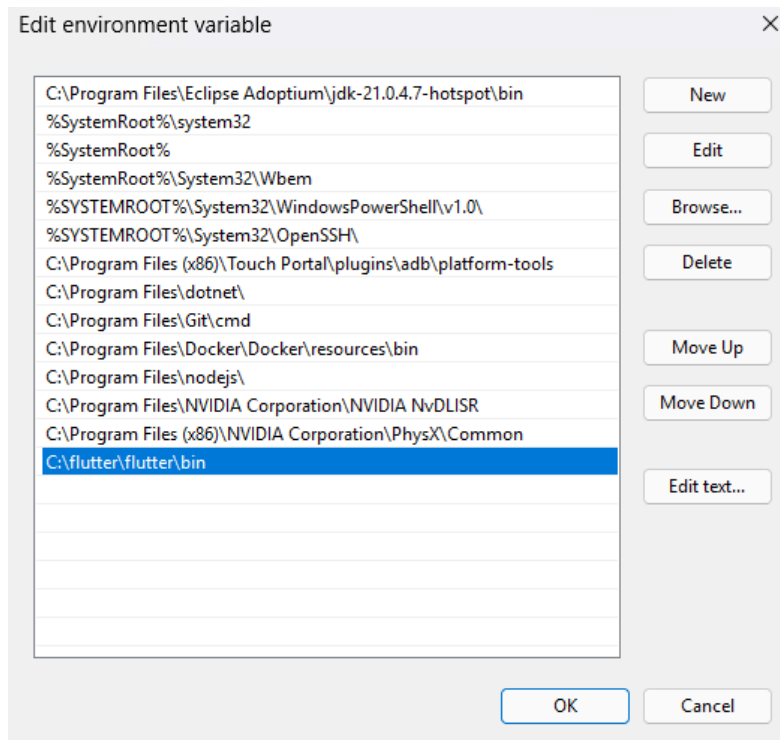 Edit environment variable
C:\Program Files\Eclipse Adoptium\jdk-21.0.4.7-hotspot\bin
New
%SystemRoot%\system32
%SystemRoot%
Edit
%SystemRoot%\System32\Wbem
%SYSTEMROOT%\System32\WindowsPowerShell\v1.0\
Browse...
%SYSTEMROOT%\System32\OpenSSH\
C:\Program Files (x86)\Touch Portal\plugins\adb\platform-tools
Delete
C:\Program Files\dotnet\
C:\Program Files\Git\cmd
C:\Program Files\Docker\Docker\resources\bin
Move Up
C:\Program Files\nodejs\
C:\Program Files\NVIDIA Corporation\NVIDIA NvDLISR
Move Down
C:\Program Files (x86)\NVIDIA Corporation\PhysX\Common
C:\flutter\flutter\bin
Edit text...
OK
Cancel